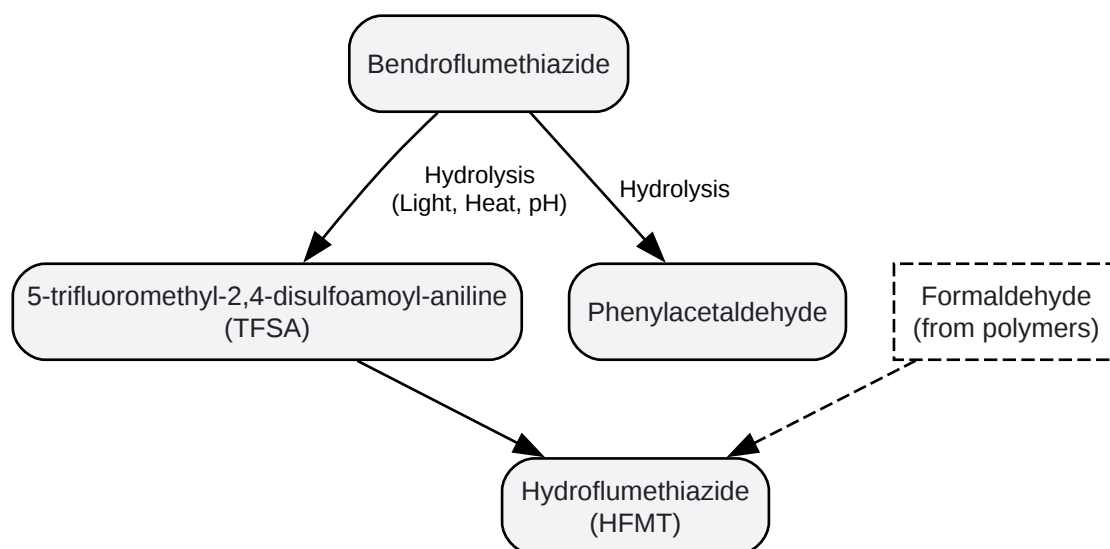 Bendroflumethiazide
Hydrolysis
(Light, Heat, pH)
Hydrolysis
5-trifluoromethyl-2,4-disulfoamoyl-aniline
(TFSA)
Phenylacetaldehyde
Formaldehyde
(from polymers)
Hydroflumethiazide
(HFMT)